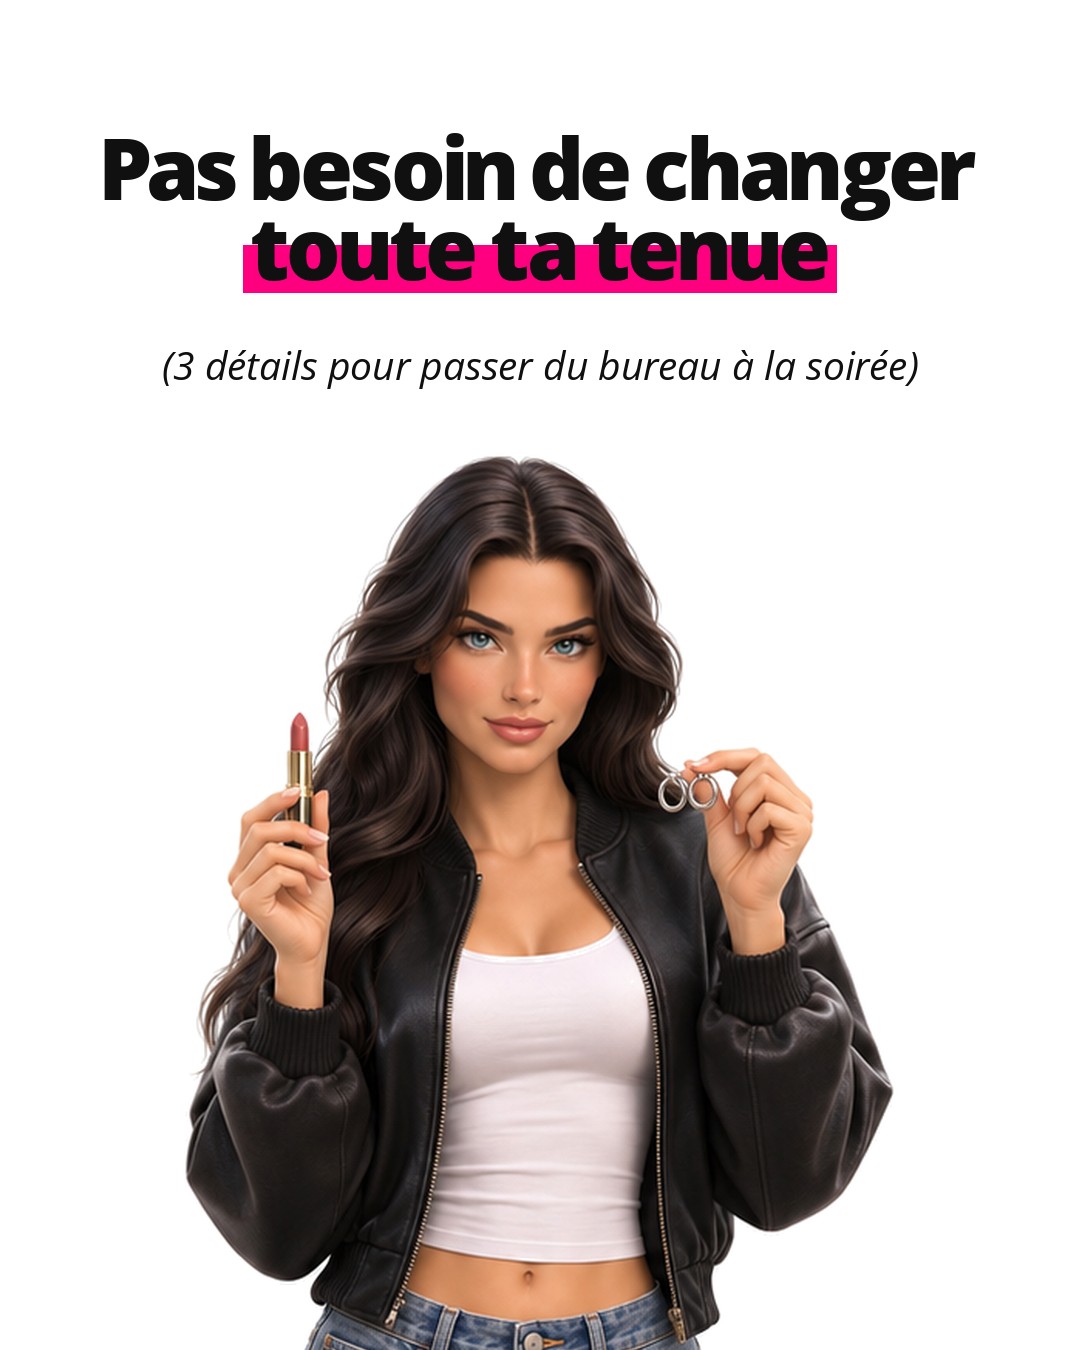 Pas besoin de changer
toute ta tenue
(3 détails pour passer du bureau à la soirée)